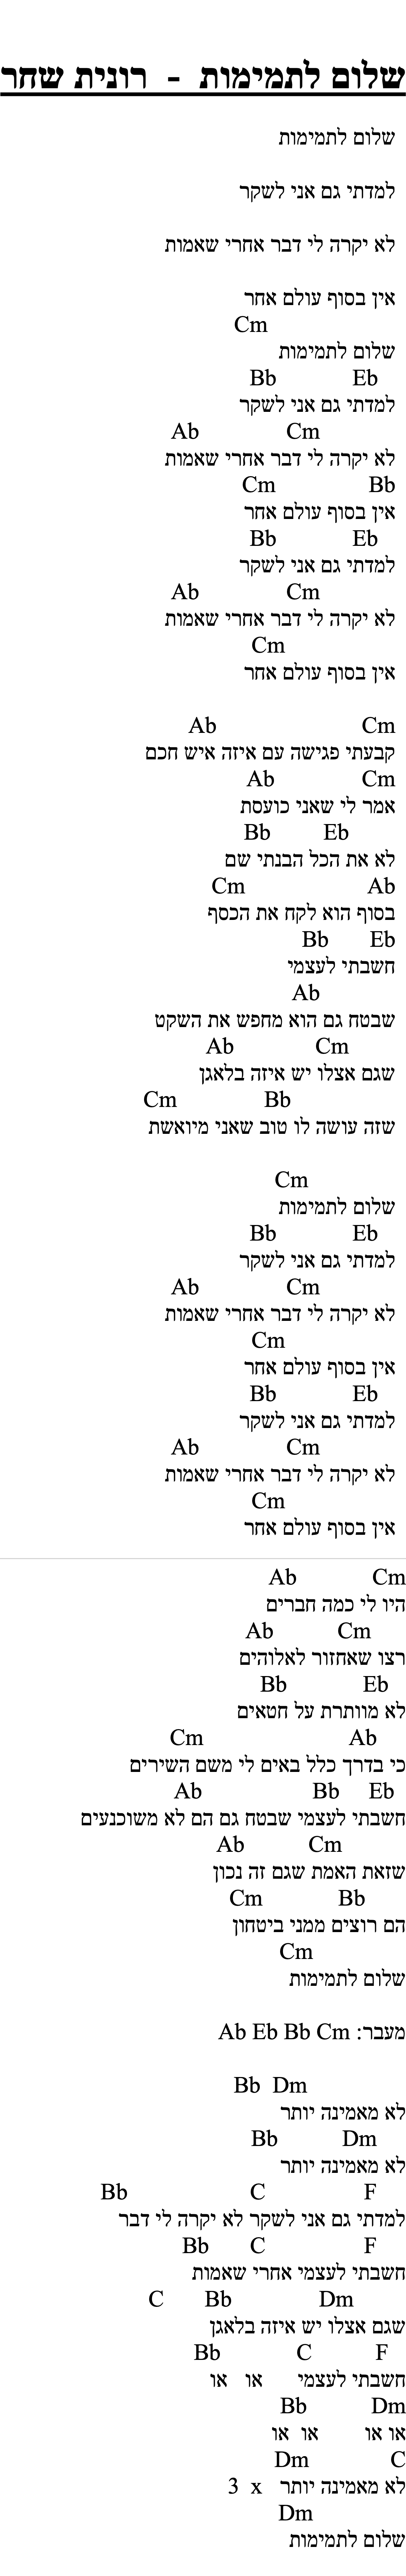 שלום לתמימות - רונית שחר
שלום לתמימות
למדתי גם אני לשקר
לא יקרה לי דבר אחרי שאמות
אין בסוף עולם אחר
Cm
שלום לתמימות
Bb Eb
למדתי גם אני לשקר
Ab Cm
לא יקרה לי דבר אחרי שאמות
Cm Bb
אין בסוף עולם אחר
Bb Eb
למדתי גם אני לשקר
Ab Cm
לא יקרה לי דבר אחרי שאמות
Cm
אין בסוף עולם אחר
Ab Cm
קבעתי פגישה עם איזה איש חכם
Ab Cm
אמר לי שאני כועסת
Bb Eb
לא את הכל הבנתי שם
Cm Ab
בסוף הוא לקח את הכסף
Bb Eb
חשבתי לעצמי
Ab
שבטח גם הוא מחפש את השקט
Ab Cm
שגם אצלו יש איזה בלאגן
Cm Bb
שזה עושה לו טוב שאני מיואשת
Cm
שלום לתמימות
Bb Eb
למדתי גם אני לשקר
Ab Cm
לא יקרה לי דבר אחרי שאמות
Cm
אין בסוף עולם אחר
Bb Eb
למדתי גם אני לשקר
Ab Cm
לא יקרה לי דבר אחרי שאמות
Cm
אין בסוף עולם אחר
Ab Cm
היו לי כמה חברים
Ab Cm
רצו שאחזור לאלוהים
Bb Eb
לא מוותרת על חטאים
Cm Ab
כי בדרך כלל באים לי משם השירים
Ab Bb Eb
חשבתי לעצמי שבטח גם הם לא משוכנעים
Ab Cm
שזאת האמת שגם זה נכון
Cm Bb
הם רוצים ממני ביטחון
Cm
שלום לתמימות
מעבר: Ab Eb Bb Cm
Bb Dm
לא מאמינה יותר
Bb Dm
לא מאמינה יותר
Bb C F
למדתי גם אני לשקר לא יקרה לי דבר
Bb C F
חשבתי לעצמי אחרי שאמות
C Bb Dm
שגם אצלו יש איזה בלאגן
Bb C F
חשבתי לעצמי או או
Bb Dm
או או או או
Dm C
לא מאמינה יותר 3 x
Dm
שלום לתמימות